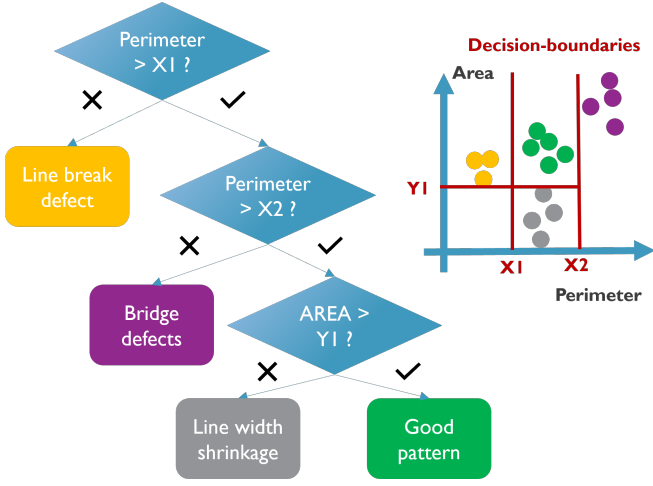 Perimeter
> X1 ?
Line break
defect
Perimeter
> X2 ?
Bridge
defects
AREA >
Y1 ?
Line width
shrinkage
Good
pattern
Decision-boundaries
Area
Y1
X1
X2
Perimeter